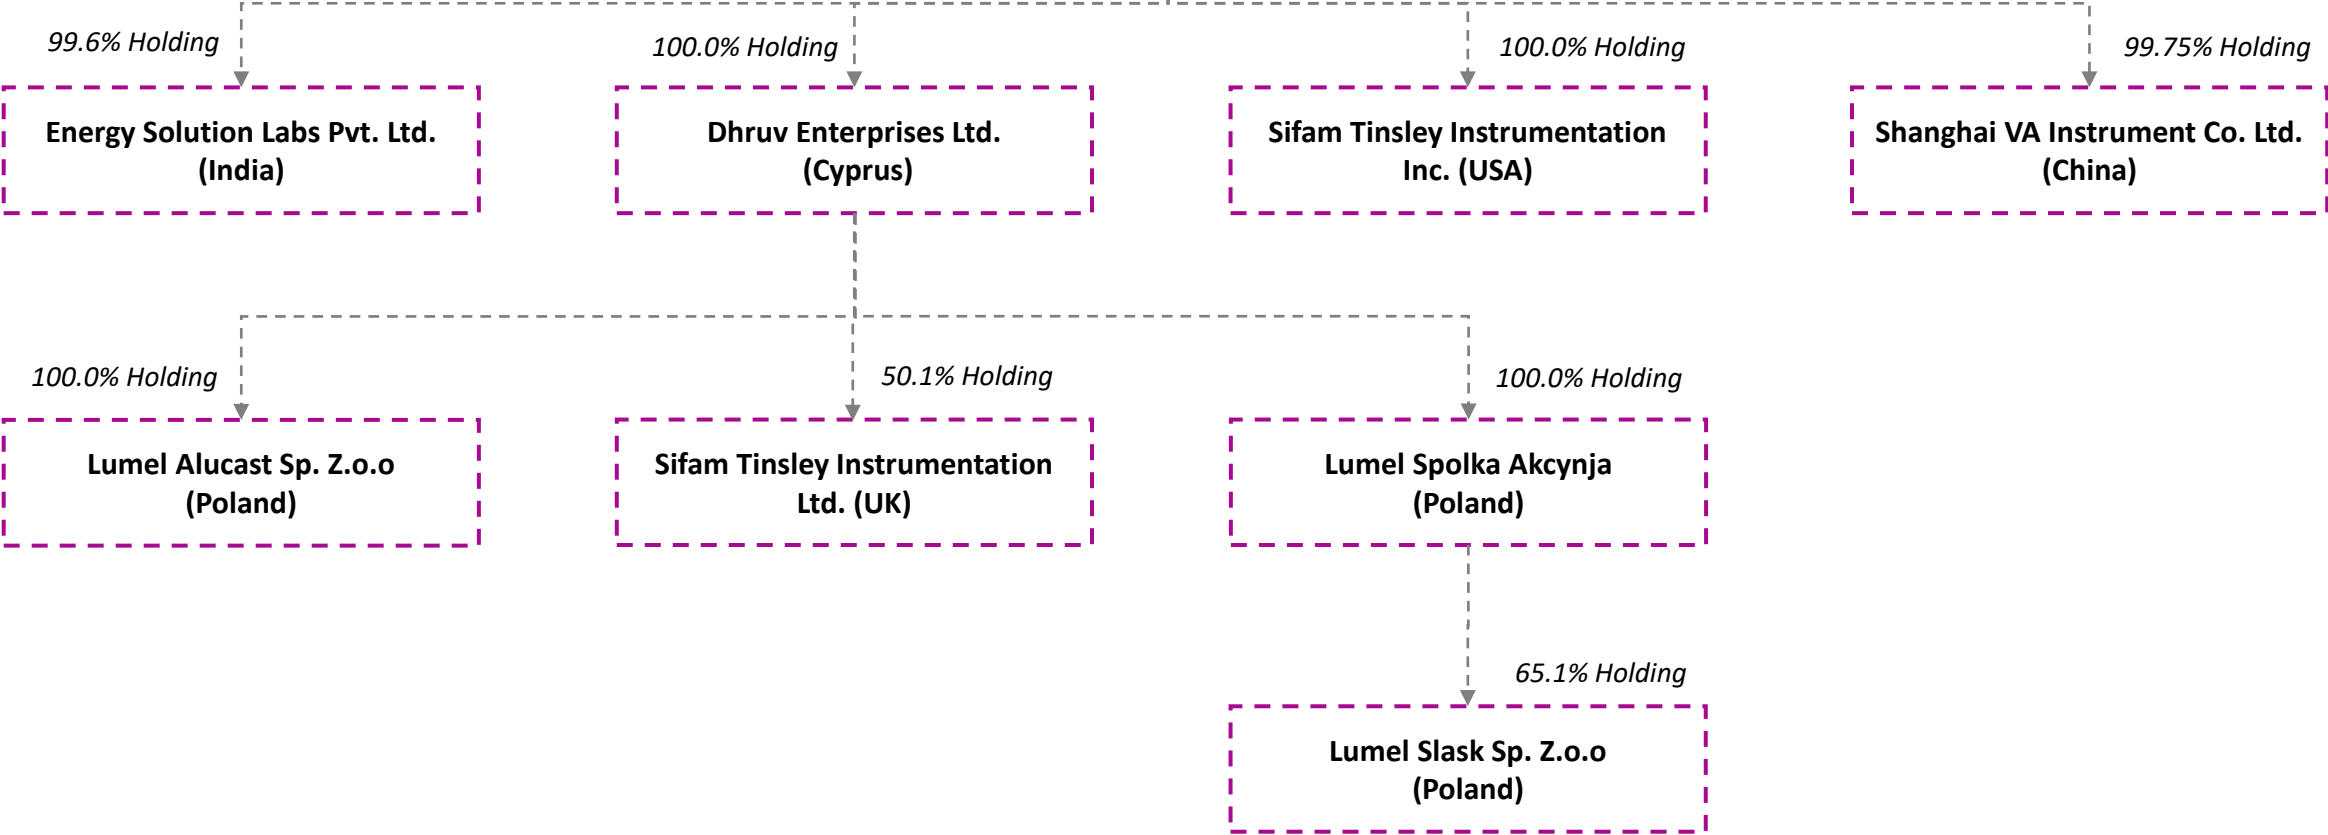 99.6% Holding
100.0% Holding
100.0% Holding
99.75% Holding
Energy Solution Labs Pvt. Ltd.
(India)
Dhruv Enterprises Ltd.
(Cyprus)
Sifam Tinsley Instrumentation
Inc. (USA)
Shanghai VA Instrument Co. Ltd.
(China)
100.0% Holding
50.1% Holding
100.0% Holding
Lumel Alucast Sp. Z.o.o
(Poland)
Sifam Tinsley Instrumentation
Ltd. (UK)
Lumel Spolka Akcynja
(Poland)
65.1% Holding
Lumel Slask Sp. Z.o.o
(Poland)